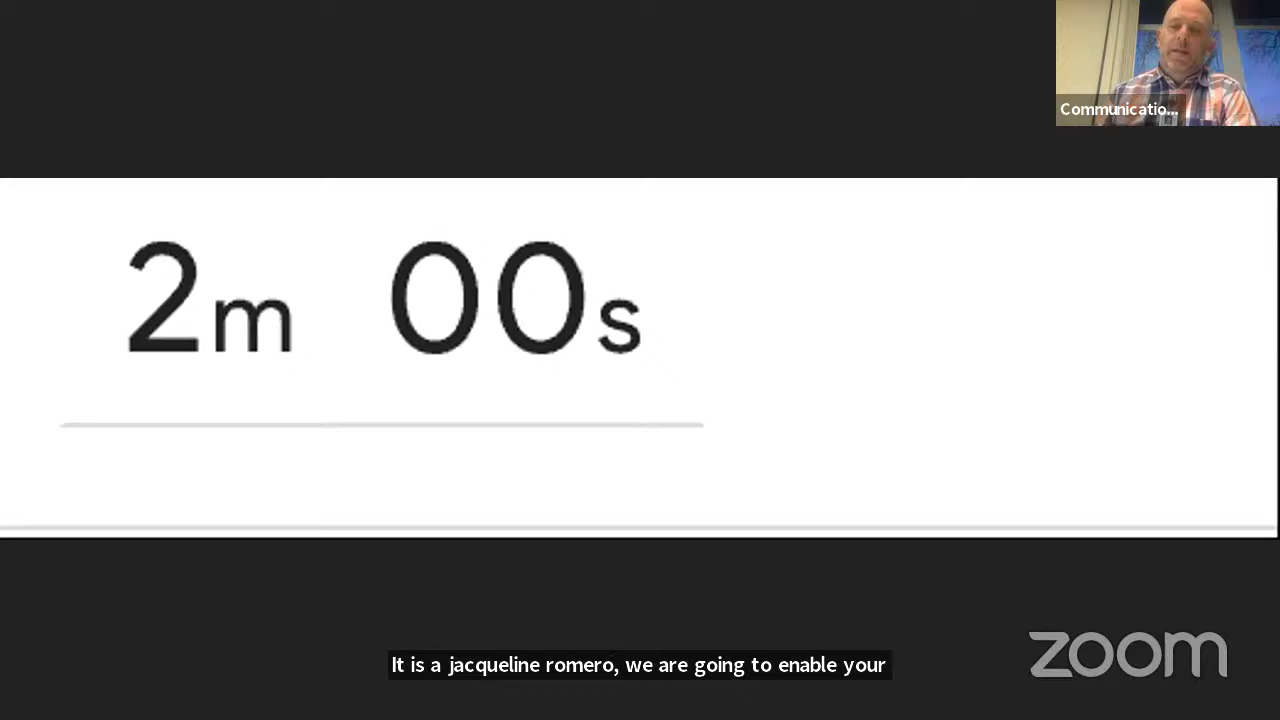 Communicatio...
2m 00s
It is a jacqueline romero, we are going to enable your
zoom